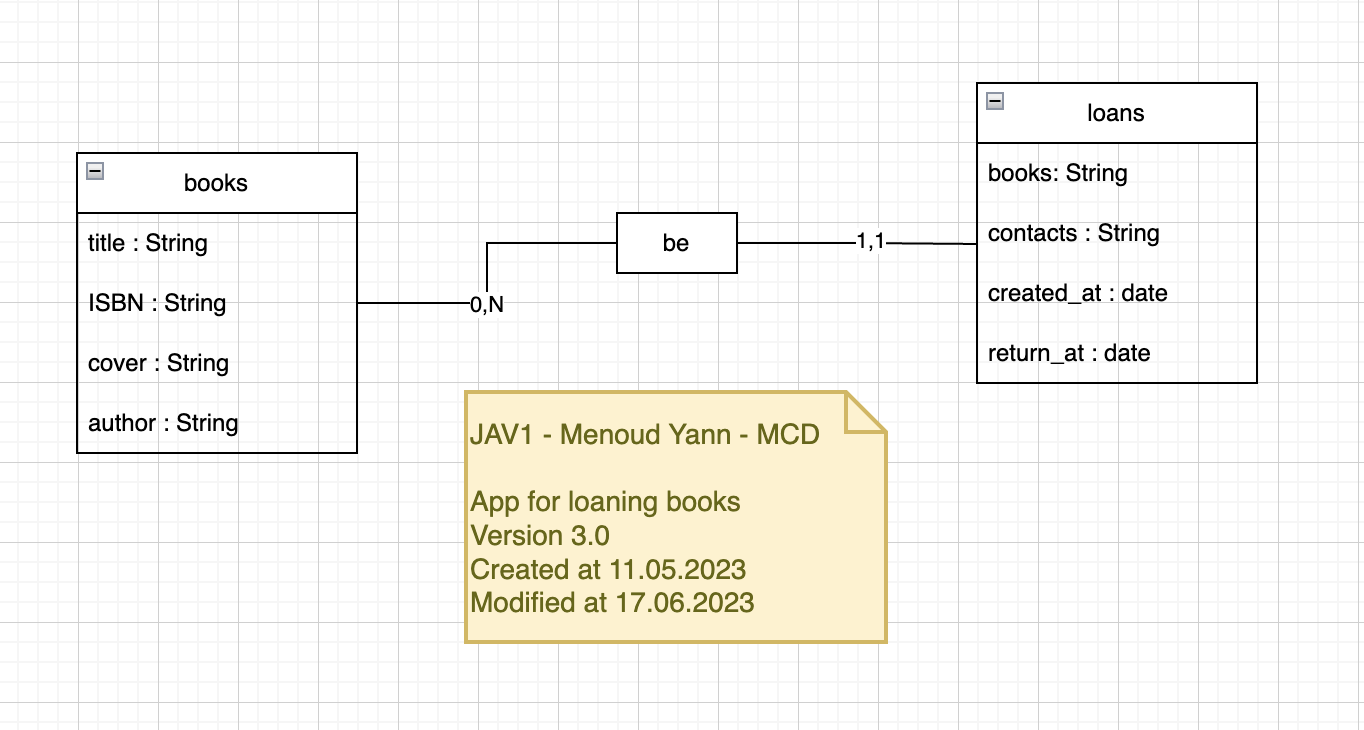 books
title : String
ISBN : String
cover : String
author : String
0,N
be
1,1
loans
books: String
contacts : String
created_at : date
return_at : date
JAV1 - Menoud Yann - MCD
App for loaning books
Version 3.0
Created at 11.05.2023
Modified at 17.06.2023